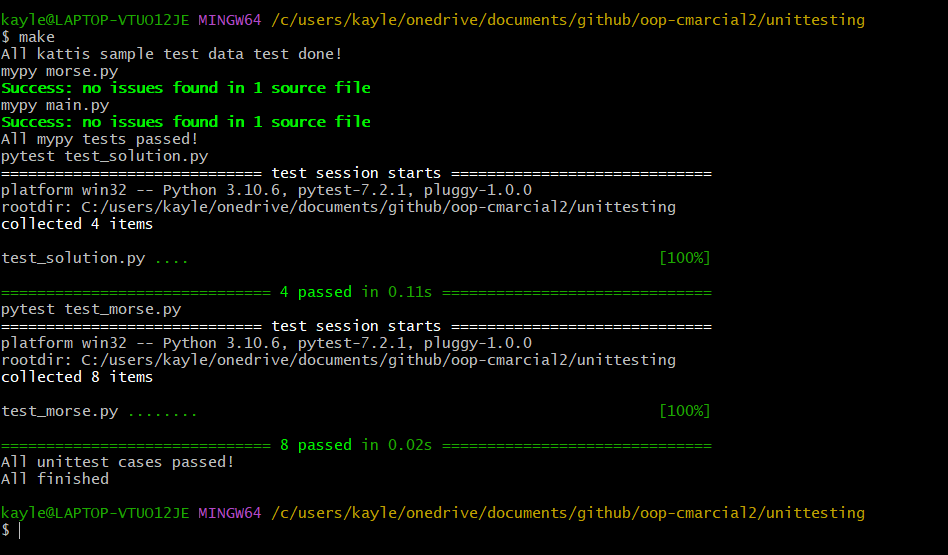 kayle@LAPTOP-VTUO12JE MINGW64 /c/users/kayle/onedrive/documents/github/oop-cmarcial2/unittesting
$ make
All kattis sample test data test done!
mypy morse.py
Success: no issues found in 1 source file
mypy main.py
Success: no issues found in 1 source file
All mypy tests passed!
pytest test_solution.py
============================= test session starts =============================
platform win32 -- Python 3.10.6, pytest-7.2.1, pluggy-1.0.0
rootdir: C:/users/kayle/onedrive/documents/github/oop-cmarcial2/unittesting
collected 4 items
test_solution.py .... [100%]
============================== 4 passed in 0.11s ==============================
pytest test_morse.py
============================= test session starts =============================
platform win32 -- Python 3.10.6, pytest-7.2.1, pluggy-1.0.0
rootdir: C:/users/kayle/onedrive/documents/github/oop-cmarcial2/unittesting
collected 8 items
test_morse.py ........ [100%]
============================== 8 passed in 0.02s ==============================
All unittest cases passed!
All finished
kayle@LAPTOP-VTUO12JE MINGW64 /c/users/kayle/onedrive/documents/github/oop-cmarcial2/unittesting
$